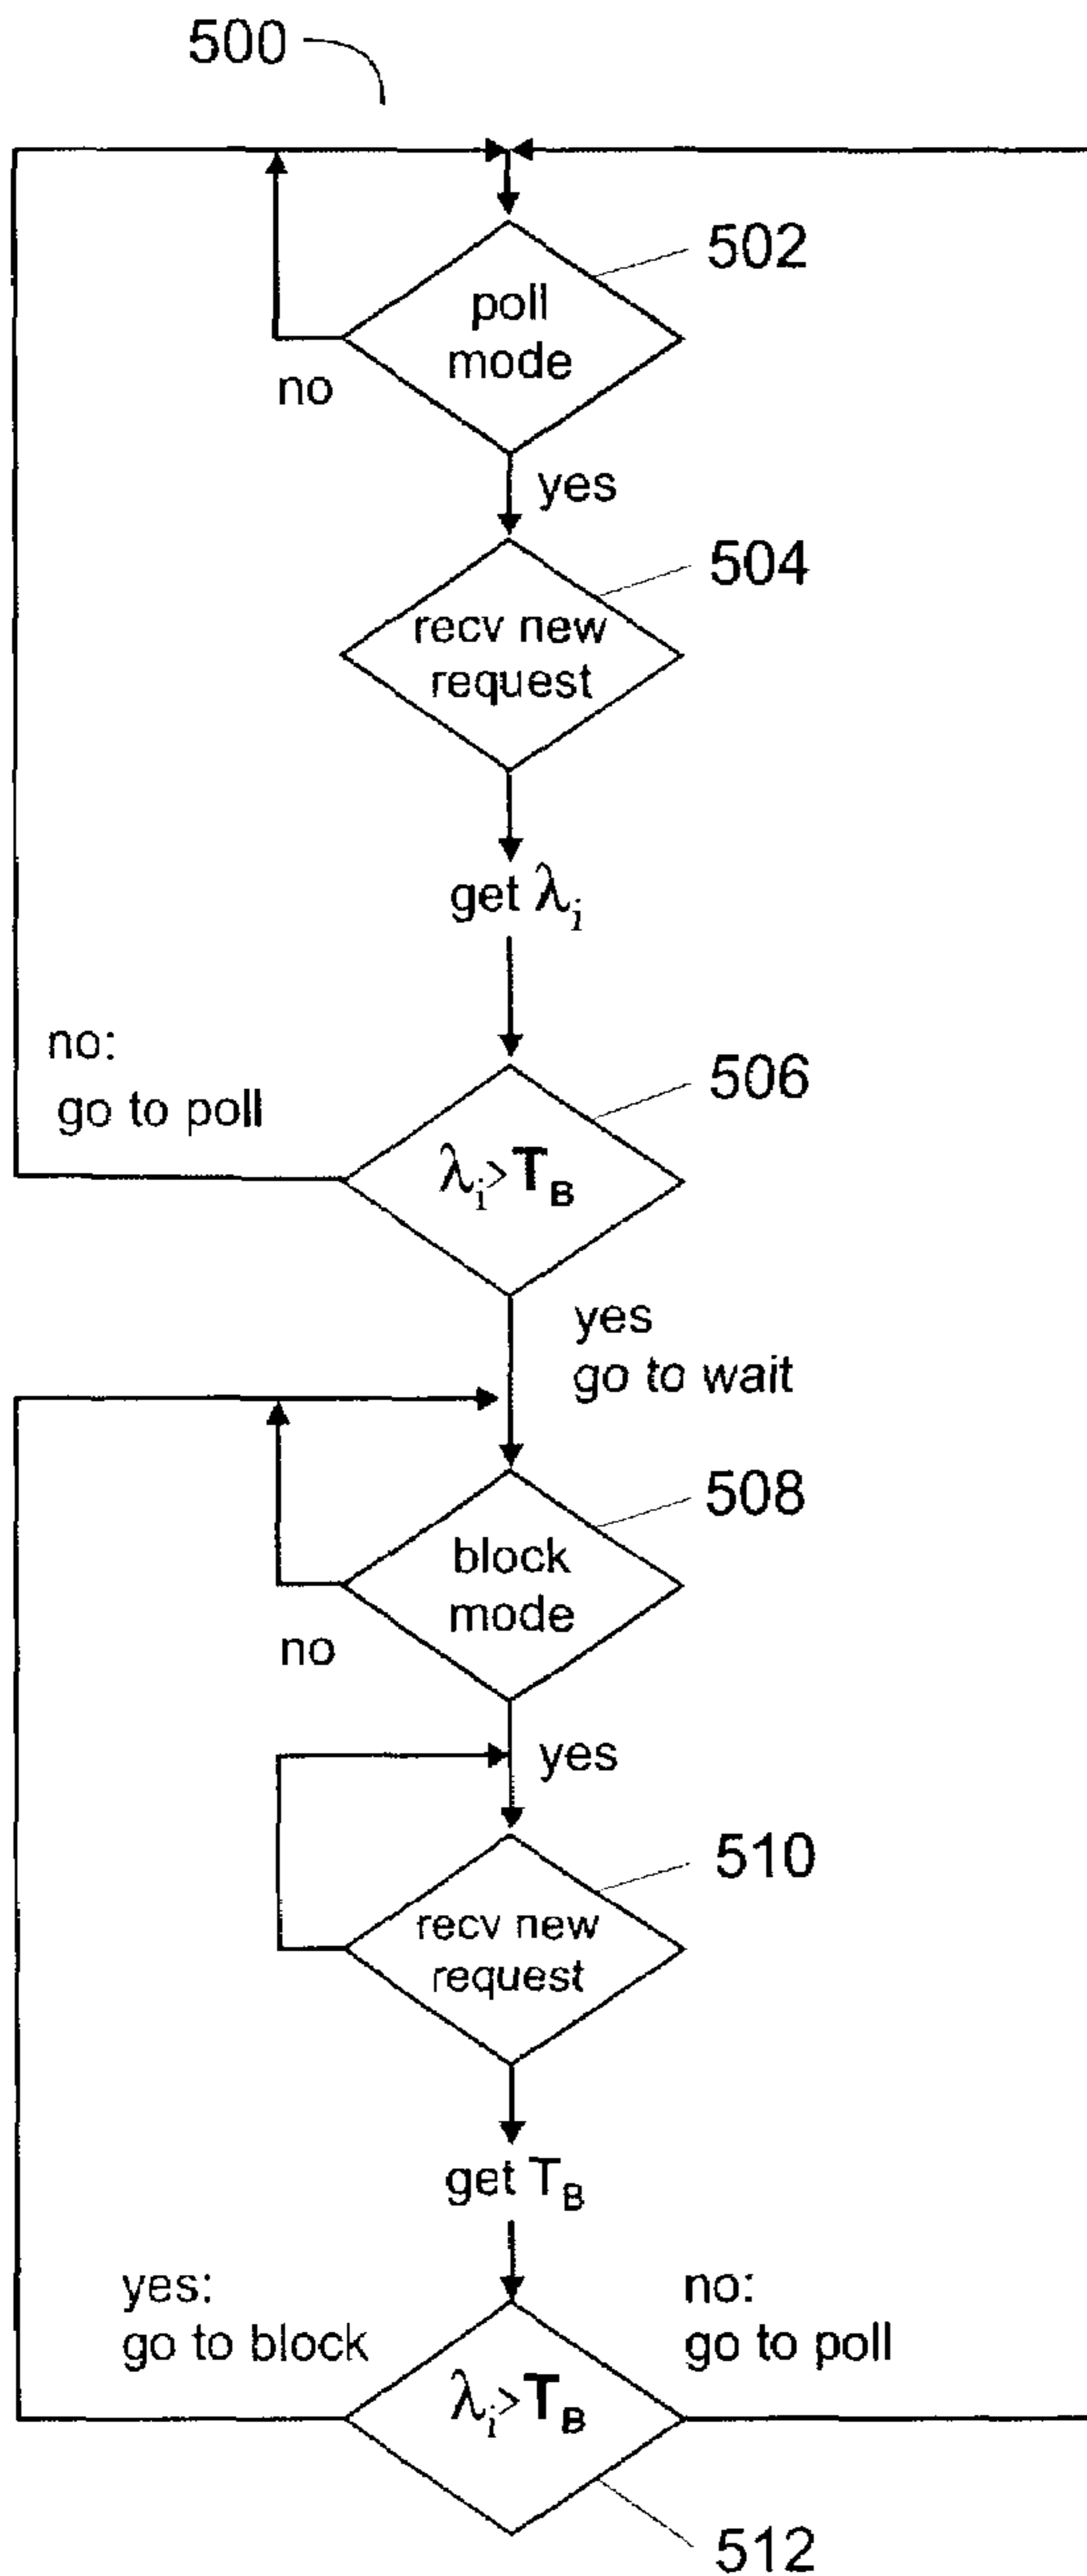 500
502
poll
mode
no
yes
504
recv new
request
get λi
no:
go to poll
506
λi> TB
yes
go to wait
508
block
mode
no
yes
510
recv new
request
get TB
yes:
go to block
no:
go to poll
λi> TB
512